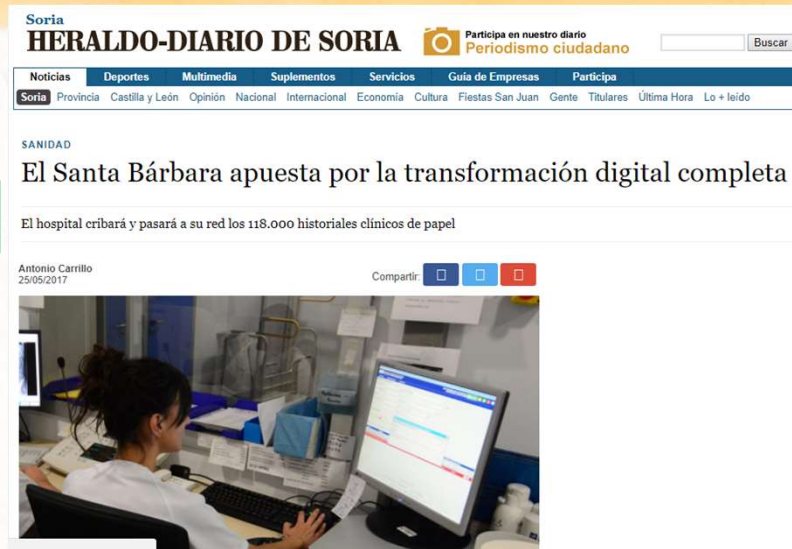 Soria
HERALDO-DIARIO DE SORIA
Participa en nuestro diario
Periodismo ciudadano
Buscar
Noticias Deportes Multimedia Suplementos Servicios Guía de Empresas Participa
Soria Provincia Castilla y León Opinión Nacional Internacional Economía Cultura Fiestas San Juan Gente Titulares Última Hora Lo + leído
SANIDAD
El Santa Bárbara apuesta por la transformación digital completa
El hospital cribará y pasará a su red los 118.000 historiales clínicos de papel
Antonio Carrillo
25/05/2017
Compartir: